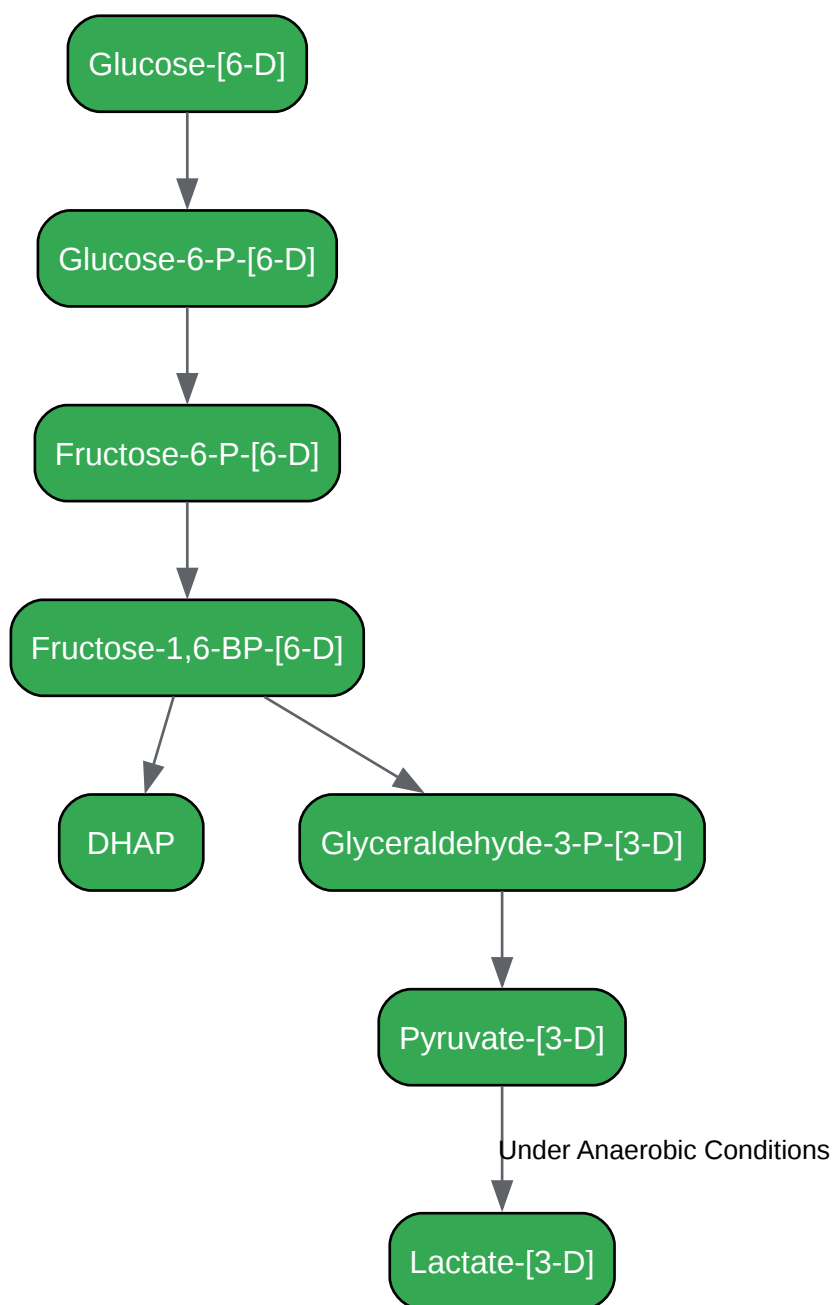 Glucose-[6-D]
Glucose-6-P-[6-D]
Fructose-6-P-[6-D]
Fructose-1,6-BP-[6-D]
DHAP
Glyceraldehyde-3-P-[3-D]
Pyruvate-[3-D]
Under Anaerobic Conditions
Lactate-[3-D]